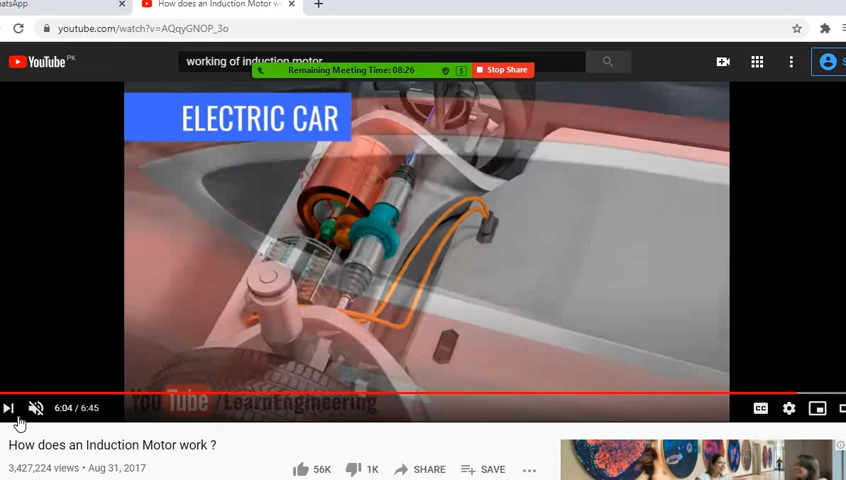 atsApp
How does an Induction Motor w
youtube.com/watch?v=AQqyGNOP_3o
YouTube PK
working of induction motor
Remaining Meeting Time: 08:26
Stop Share
S
ELECTRIC CAR
YouTube /LearnEngineering
6:04 / 6:45
CC
How does an Induction Motor work ?
3,427,224 views • Aug 31, 2017
56K
1K
SHARE
SAVE